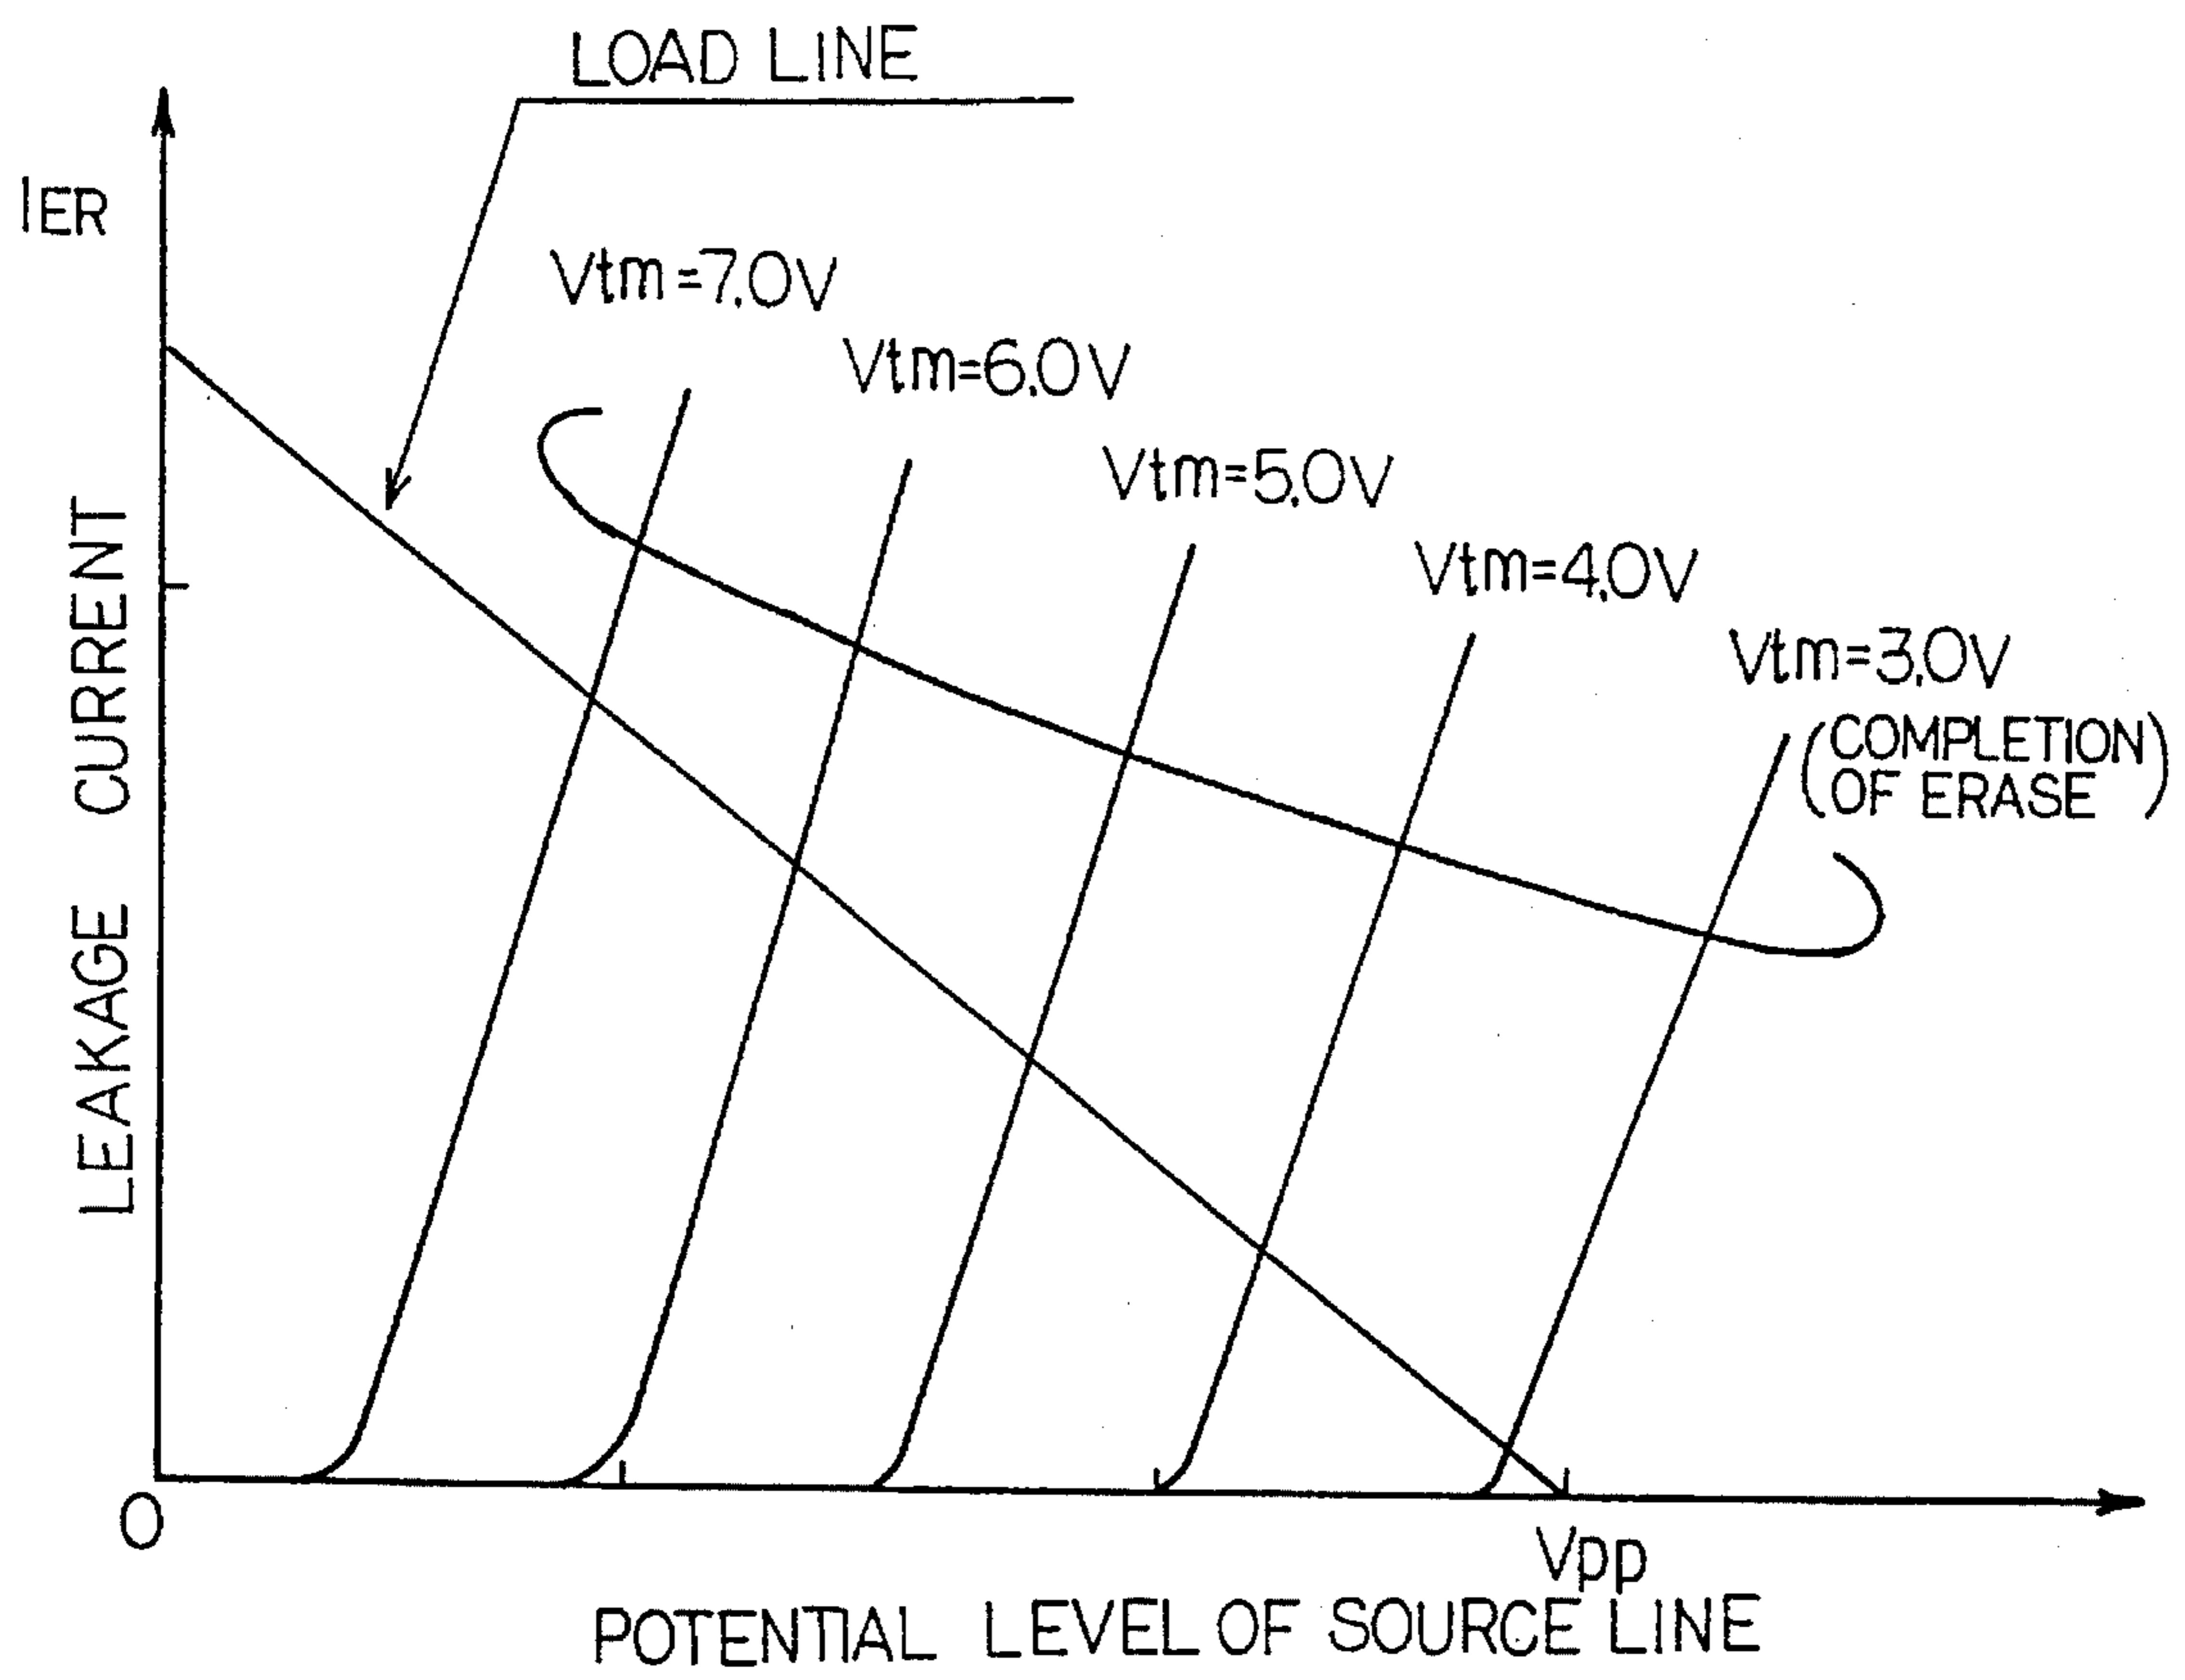 LOAD LINE
IER
Vtm=7.0V
Vtm=6.0V
Vtm=5.0V
Vtm=4.0V
Vtm=3.0V
(COMPLETION
OF ERASE)
LEAKAGE CURRENT
O
Vpp
POTENTIAL LEVEL OF SOURCE LINE